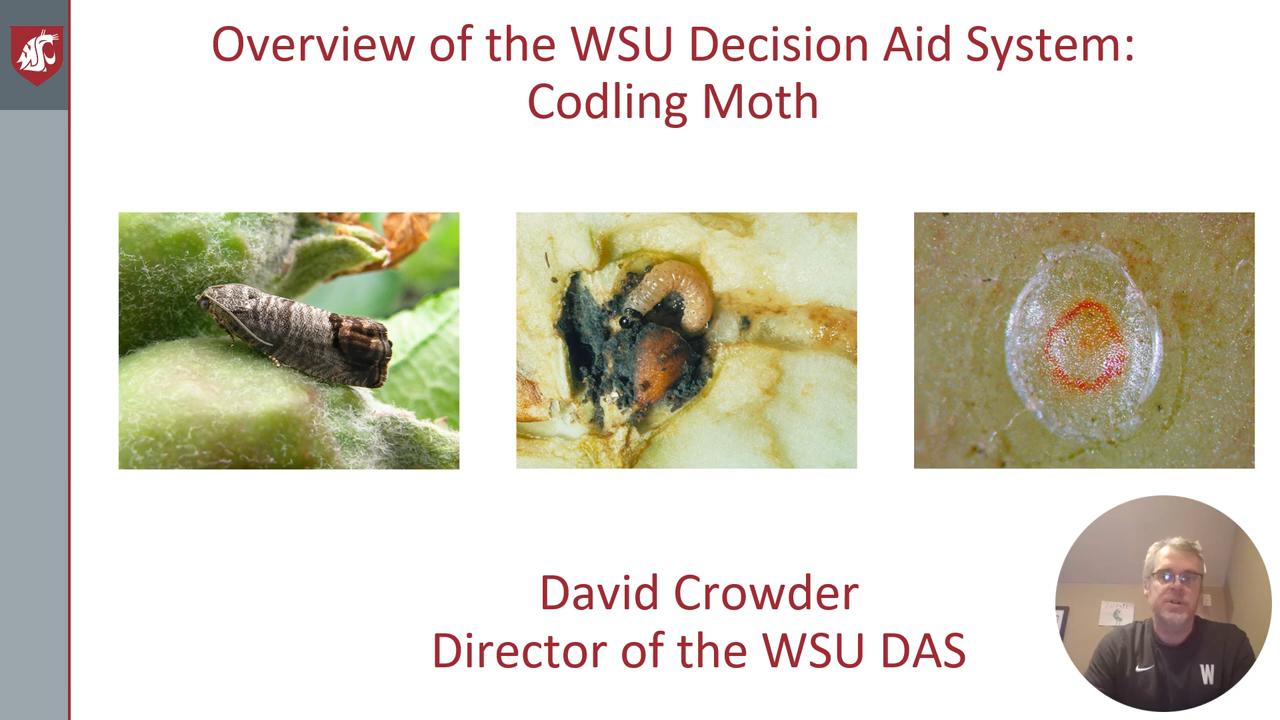 Overview of the WSU Decision Aid System:
Codling Moth
David Crowder
Director of the WSU DAS
W